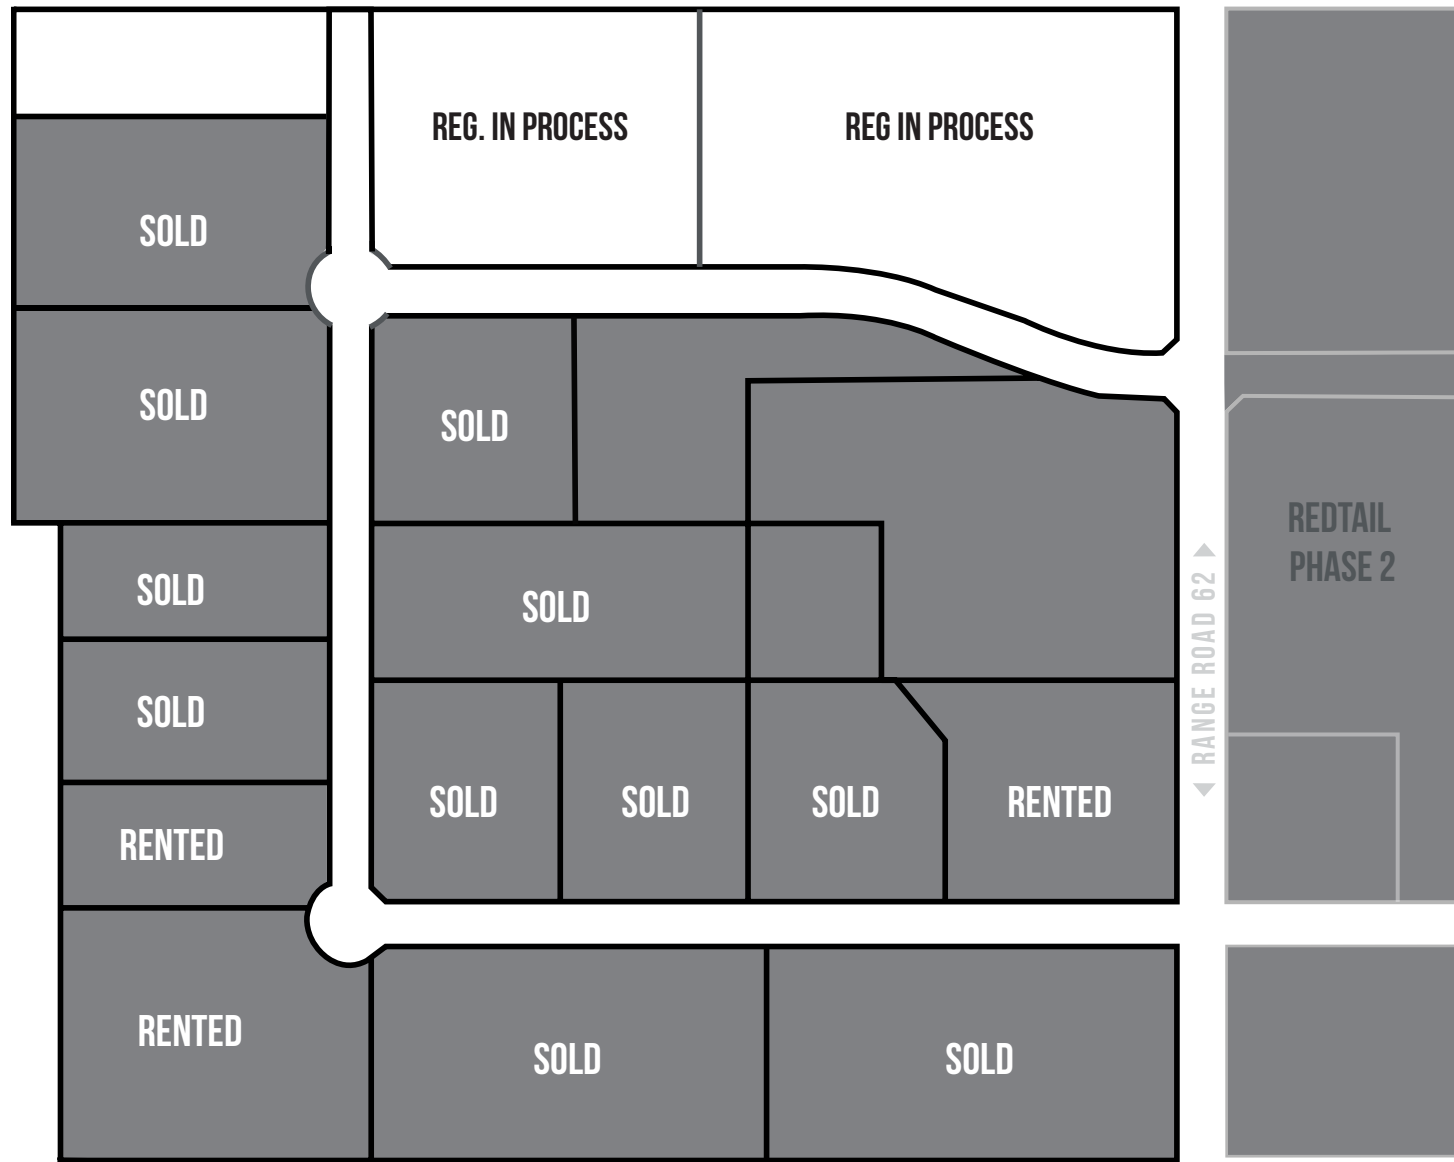 REG. IN PROCESS
REG IN PROCESS
SOLD
SOLD
SOLD
REDTAIL
PHASE 2
SOLD
SOLD
RANGE ROAD 62
SOLD
RENTED
SOLD
SOLD
SOLD
RENTED
RENTED
SOLD
SOLD